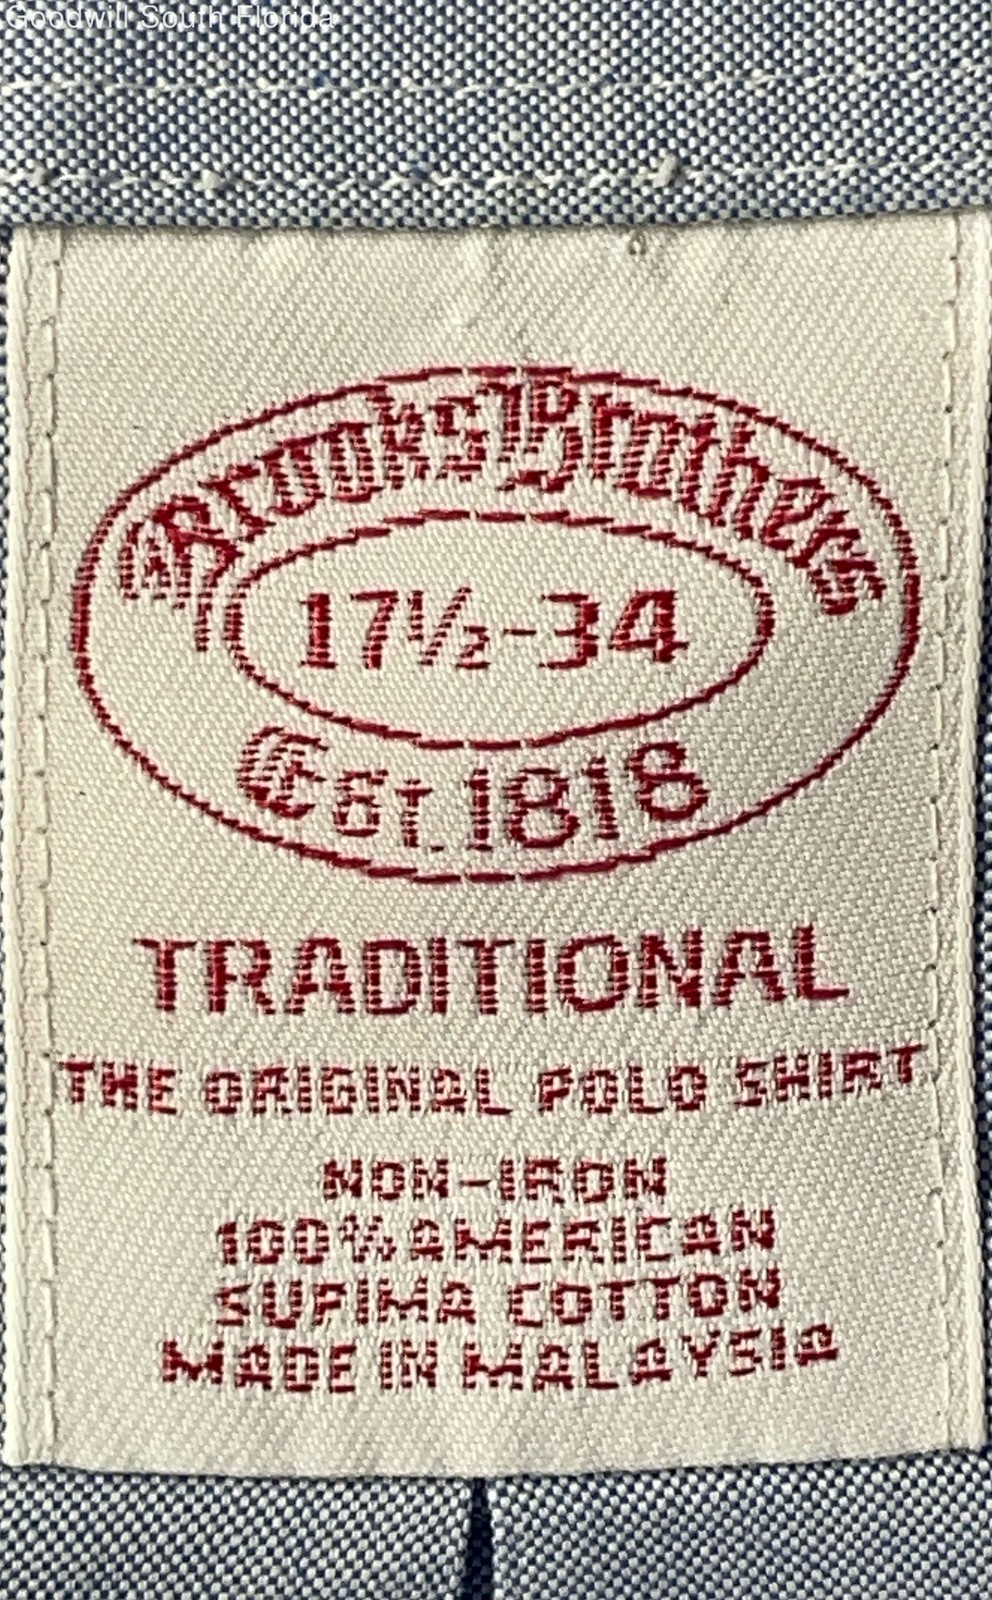 Goodwill South Florida
Brooks Brothers
17½-34
Est. 1818
TRADITIONAL
THE ORIGINAL POLO SHIRT
NON-IRON
100% AMERICAN
SUPIMA COTTON
MADE IN MALAYSIA